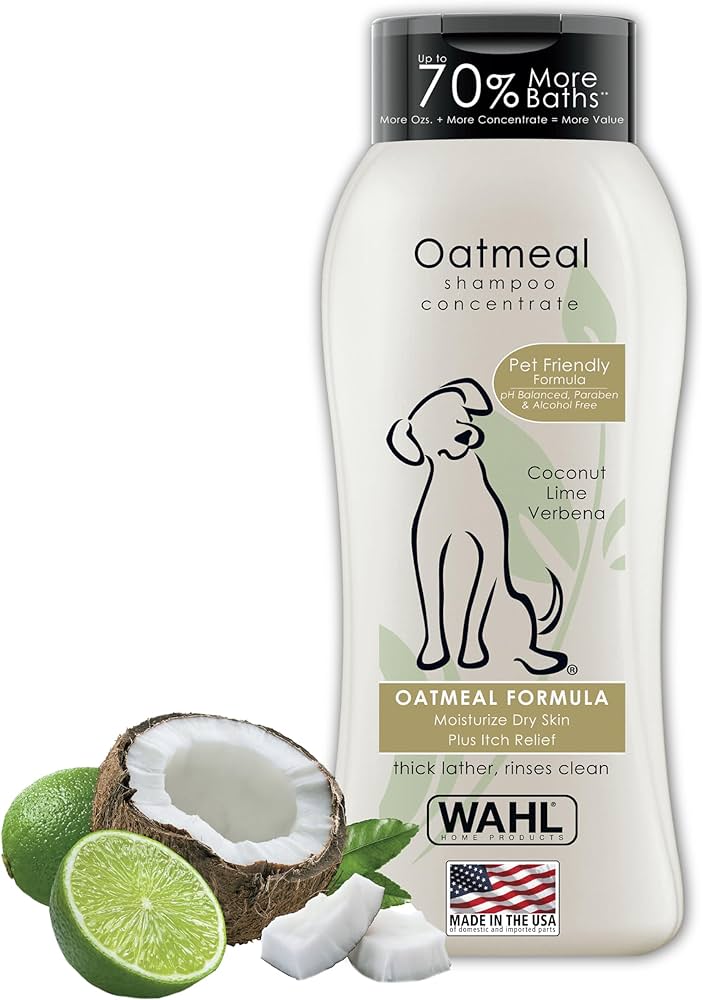 Up to
70% More
Baths**
More Ozs. + More Concentrate = More Value
Oatmeal
shampoo
concentrate
Pet Friendly
Formula
pH Balanced, Paraben
& Alcohol Free
Coconut
Lime
Verbena
®
OATMEAL FORMULA
Moisturize Dry Skin
Plus Itch Relief
thick lather, rinses clean
WAHL®
HOME PRODUCTS
MADE IN THE USA
of domestic and imported parts